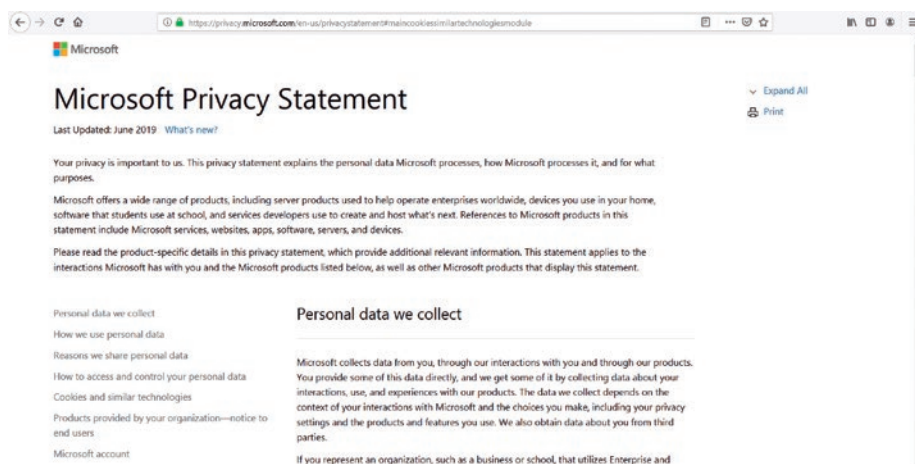 https://privacy.microsoft.com/en-us/privacystatement#maincookiessimilartechnologiesmodule
Microsoft
Microsoft Privacy Statement
Expand All
Print
Last Updated: June 2019 What's new?
Your privacy is important to us. This privacy statement explains the personal data Microsoft processes, how Microsoft processes it, and for what
purposes.
Microsoft offers a wide range of products, including server products used to help operate enterprises worldwide, devices you use in your home,
software that students use at school, and services developers use to create and host what's next. References to Microsoft products in this
statement include Microsoft services, websites, apps, software, servers, and devices.
Please read the product-specific details in this privacy statement, which provide additional relevant information. This statement applies to the
interactions Microsoft has with you and the Microsoft products listed below, as well as other Microsoft products that display this statement.
Personal data we collect
How we use personal data
Reasons we share personal data
How to access and control your personal data
Cookies and similar technologies
Products provided by your organization—notice to
end users
Microsoft account
Personal data we collect
Microsoft collects data from you, through our interactions with you and through our products.
You provide some of this data directly, and we get some of it by collecting data about your
interactions, use, and experiences with our products. The data we collect depends on the
context of your interactions with Microsoft and the choices you make, including your privacy
settings and the products and features you use. We also obtain data about you from third
parties.
If you represent an organization, such as a business or school, that utilizes Enterprise and